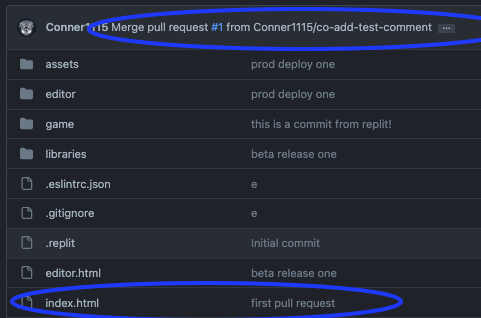 Conner1115 Merge pull request #1 from Conner1115/co-add-test-comment ...
assets prod deploy one
editor prod deploy one
game this is a commit from replit!
libraries beta release one
.eslintrc.json e
.gitignore e
.replit Initial commit
editor.html beta release one
index.html first pull request